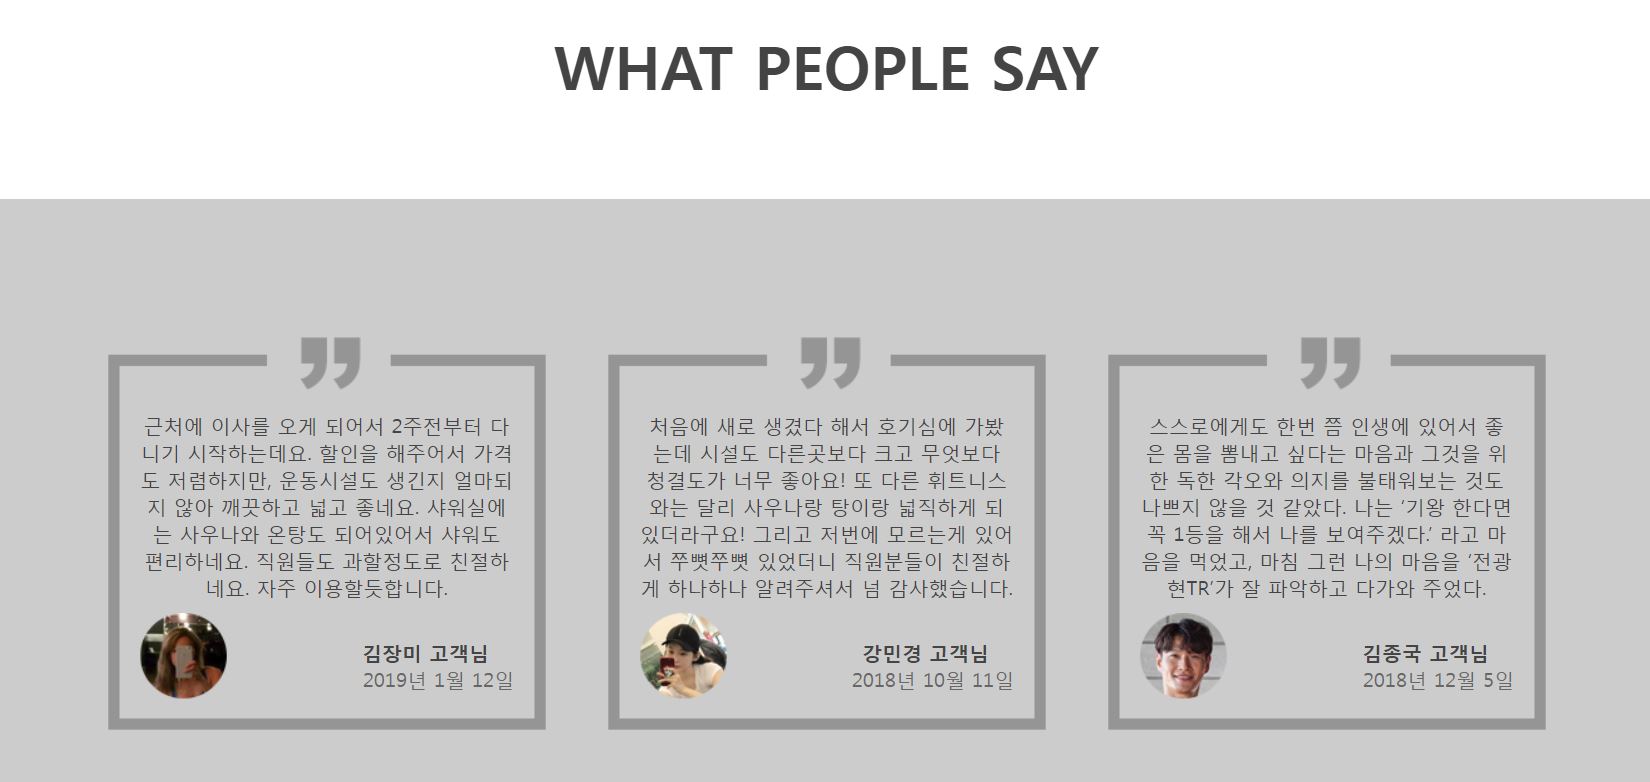 WHAT PEOPLE SAY
근처에 이사를 오게 되어서 2주전부터 다
니기 시작하는데요. 할인을 해주어서 가격
도 저렴하지만, 운동시설도 생긴지 얼마되
지 않아 깨끗하고 넓고 좋네요. 샤워실에
는 사우나와 온탕도 되어있어서 샤워도
편리하네요. 직원들도 과할정도로 친절하
네요. 자주 이용할듯합니다.
김장미 고객님
2019년 1월 12일
처음에 새로 생겼다 해서 호기심에 가봤
는데 시설도 다른곳보다 크고 무엇보다
청결도가 너무 좋아요! 또 다른 휘트니스
와는 달리 사우나랑 탕이랑 넓직하게 되
있더라구요! 그리고 저번에 모르는게 있어
서 쭈뼛쭈뼛 있었더니 직원분들이 친절하
게 하나하나 알려주셔서 넘 감사했습니다.
강민경 고객님
2018년 10월 11일
스스로에게도 한번 쯤 인생에 있어서 좋
은 몸을 뽐내고 싶다는 마음과 그것을 위
한 독한 각오와 의지를 불태워보는 것도
나쁘지 않을 것 같았다. 나는 ‘기왕 한다면
꼭 1등을 해서 나를 보여주겠다.’ 라고 마
음을 먹었고, 마침 그런 나의 마음을 ‘전광
현TR’가 잘 파악하고 다가와 주었다.
김종국 고객님
2018년 12월 5일